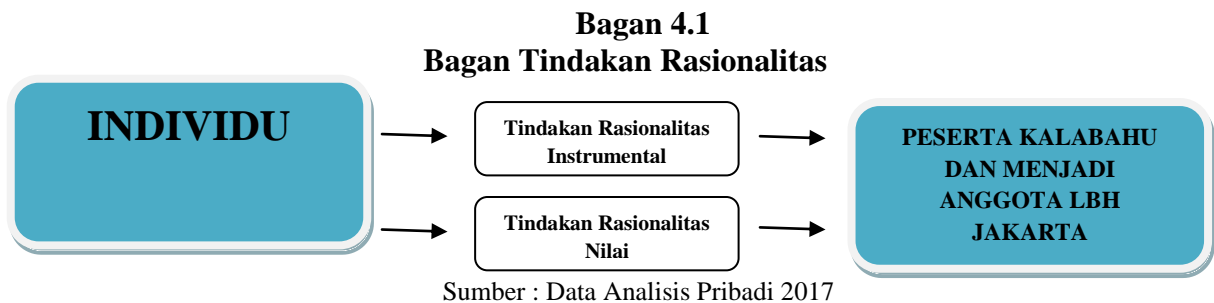 Bagan 4.1
Bagan Tindakan Rasionalitas
INDIVIDU
Tindakan Rasionalitas
Instrumental
Tindakan Rasionalitas
Nilai
PESERTA KALABAHU
DAN MENJADI
ANGGOTA LBH
JAKARTA
Sumber : Data Analisis Pribadi 2017